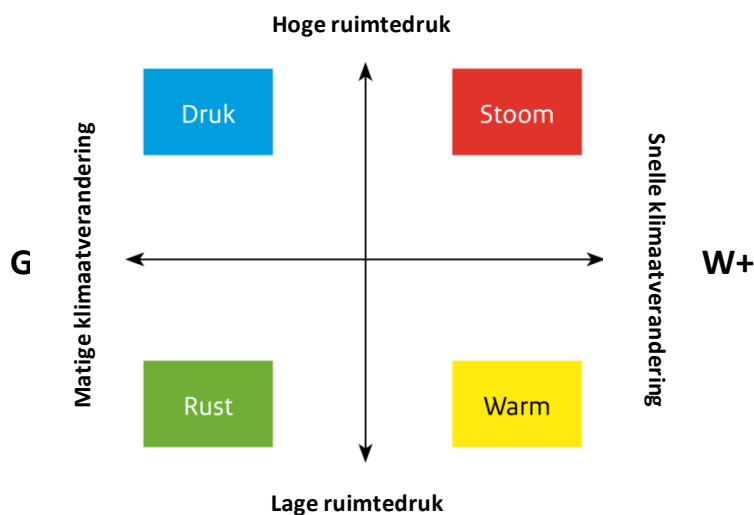 Hoge ruimtedruk
Druk
Stoom
Matige klimaatverandering
Snelle klimaatverandering
G
W+
Rust
Warm
Lage ruimtedruk